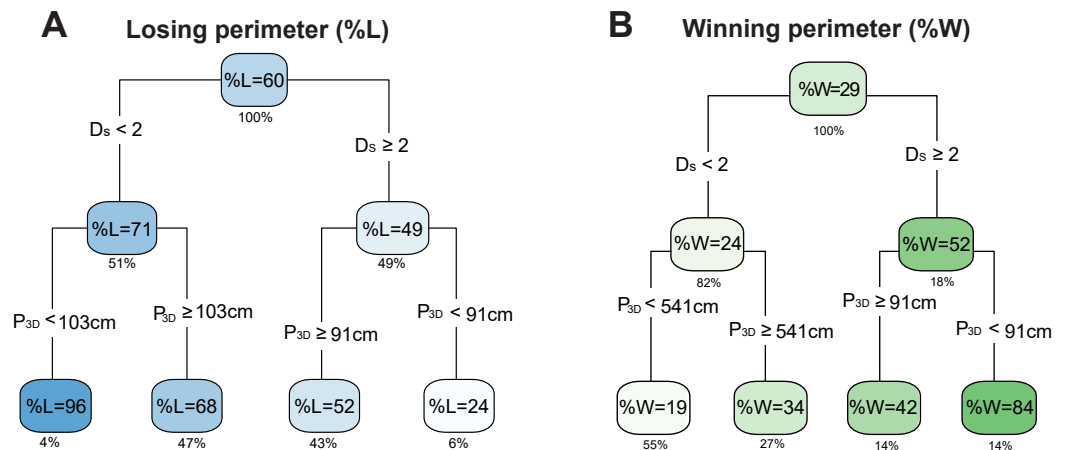 A Losing perimeter (%L)
%L=60
100%
Ds < 2
Ds ≥ 2
%L=71
51%
%L=49
49%
P3D < 103cm
P3D ≥ 103cm
P3D ≥ 91cm
P3D < 91cm
%L=96
4%
%L=68
47%
%L=52
43%
%L=24
6%
B Winning perimeter (%W)
%W=29
100%
Ds < 2
Ds ≥ 2
%W=24
82%
%W=52
18%
P3D < 541cm
P3D ≥ 541cm
P3D ≥ 91cm
P3D < 91cm
%W=19
55%
%W=34
27%
%W=42
14%
%W=84
14%